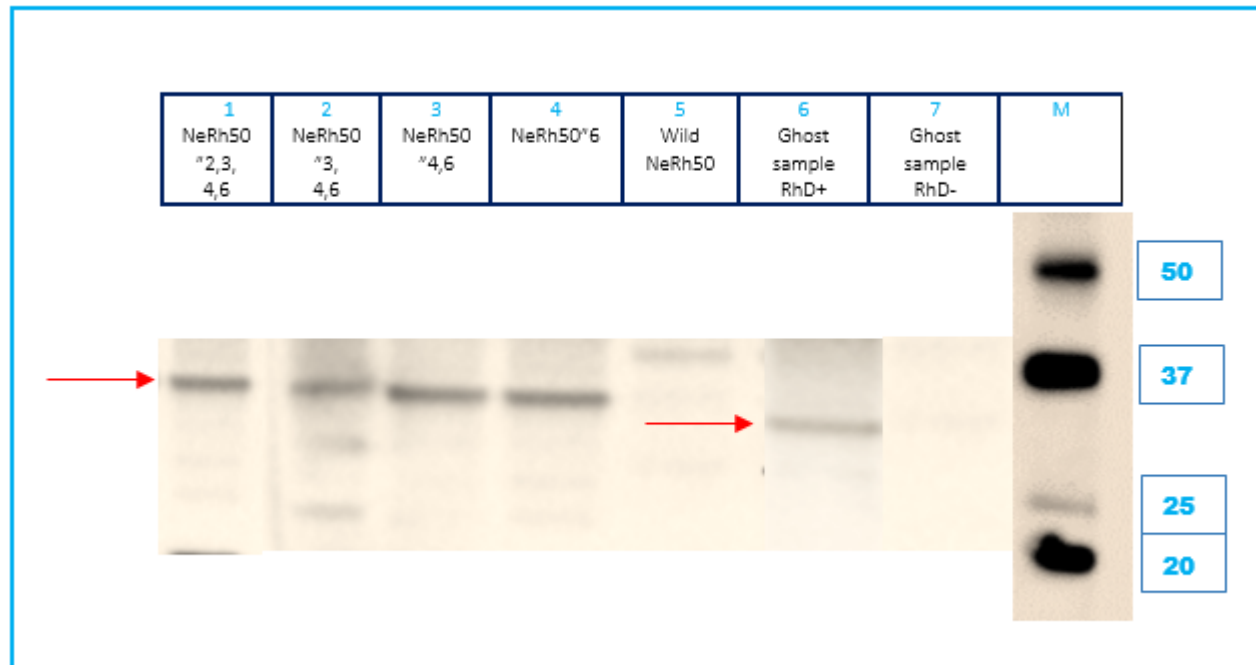 1 2 3 4 5 6 7 M
NeRh50 NeRh50 NeRh50 NeRh50″6 Wild Ghost Ghost
″2,3, ″3, ″4,6 NeRh50 sample sample
4,6 4,6 RhD+ RhD-
50
37
25
20